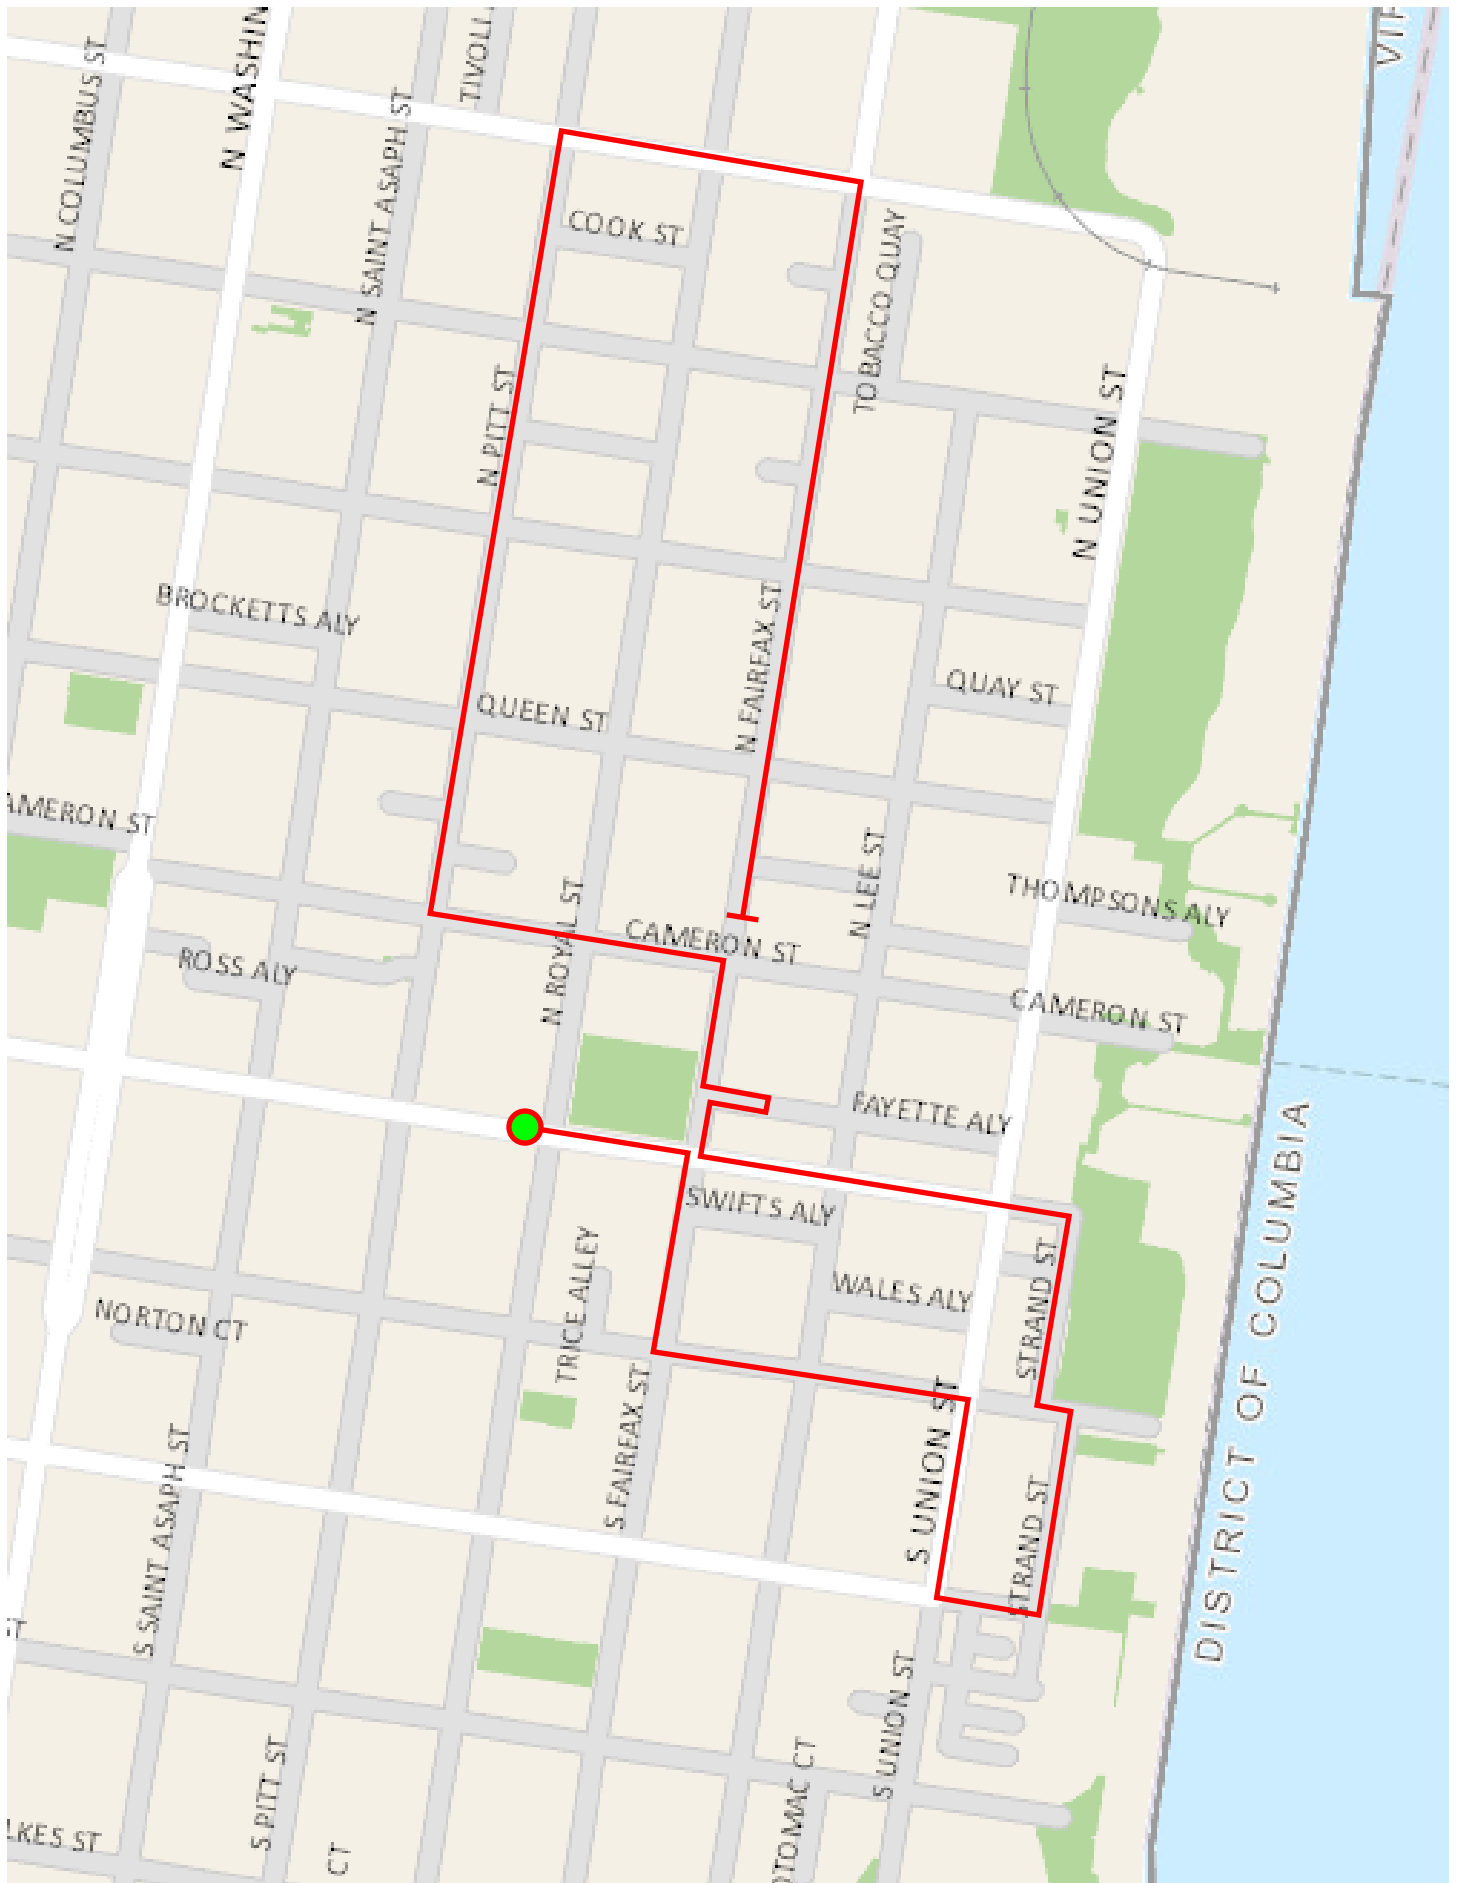 VIF
N COLUMBUS ST
N WASHIN
TIVOLI
N SAINT ASAPH ST
COOK ST
TOBACCO QUAY
N PITT ST
N UNION ST
BROCKETTS ALY
N FAIRFAX ST
QUAY ST
QUEEN ST
AMERON ST
N LEE ST
THOMPSONS ALY
N ROYAL ST
CAMERON ST
ROSS ALY
CAMERON ST
FAYETTE ALY
DISTRICT OF COLUMBIA
SWIFTS ALY
WALES ALY
STRAND ST
TRICE ALLEY
NORTON CT
S FAIRFAX ST
S UNION ST
S SAINT ASAPH ST
STRAND ST
ST
S UNION ST
S PITT ST
OTOMAC CT
LKES ST
CT